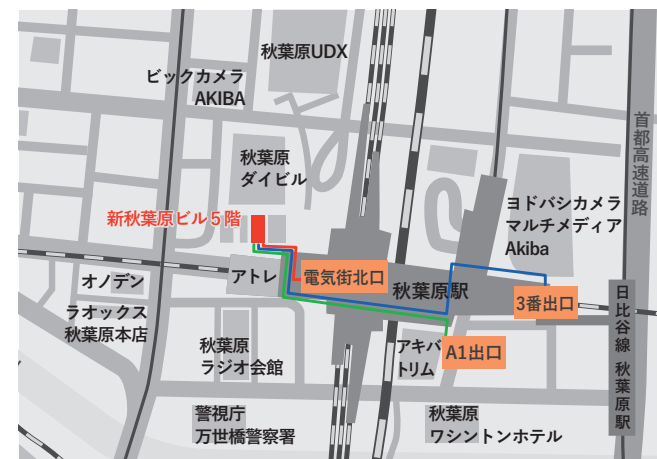 秋葉原UDX
ビックカメラ
AKIBA
首都高速道路
秋葉原
ダイビル
ヨドバシカメラ
マルチメディア
Akiba
新秋葉原ビル5階
アトレ
電気街北口
オノデン
秋葉原駅
3番出口
日比谷線 秋葉原駅
ラオックス
秋葉原本店
秋葉原
ラジオ会館
アキバ
トリム
A1出口
警視庁
万世橋警察署
秋葉原
ワシントンホテル